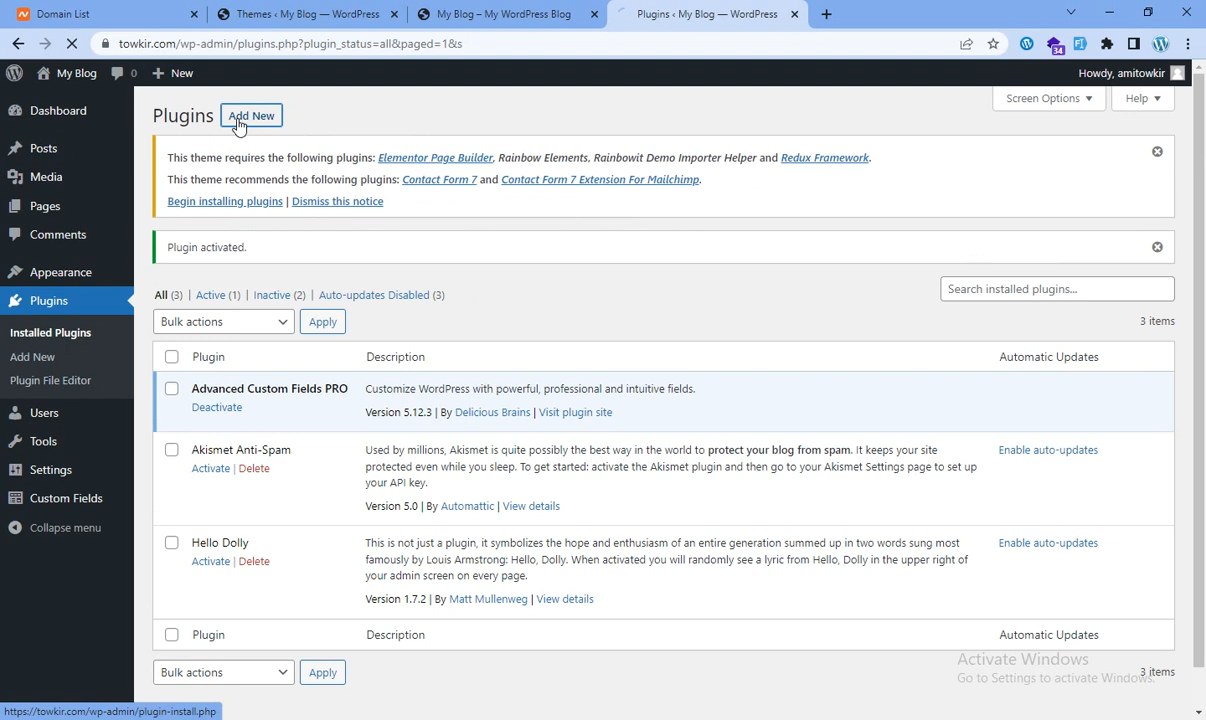 Domain List
Themes ‹ My Blog — WordPress
My Blog – My WordPress Blog
Plugins ‹ My Blog — WordPress
towkir.com/wp-admin/plugins.php?plugin_status=all&paged=1&s
34
My Blog
0
New
Howdy, amitowkir
Dashboard
Posts
Media
Pages
Comments
Appearance
Plugins
Installed Plugins
Add New
Plugin File Editor
Users
Tools
Settings
Custom Fields
Collapse menu
Screen Options
Help
Plugins
Add New
This theme requires the following plugins: Elementor Page Builder, Rainbow Elements, Rainbowit Demo Importer Helper and Redux Framework.
This theme recommends the following plugins: Contact Form 7 and Contact Form 7 Extension For Mailchimp.
Begin installing plugins | Dismiss this notice
Plugin activated.
All (3) | Active (1) | Inactive (2) | Auto-updates Disabled (3)
Search installed plugins...
Bulk actions
Apply
3 items
Plugin
Description
Automatic Updates
Advanced Custom Fields PRO
Deactivate
Customize WordPress with powerful, professional and intuitive fields.
Version 5.12.3 | By Delicious Brains | Visit plugin site
Akismet Anti-Spam
Activate | Delete
Used by millions, Akismet is quite possibly the best way in the world to protect your blog from spam. It keeps your site
protected even while you sleep. To get started: activate the Akismet plugin and then go to your Akismet Settings page to set up
your API key.
Version 5.0 | By Automattic | View details
Enable auto-updates
Hello Dolly
Activate | Delete
This is not just a plugin, it symbolizes the hope and enthusiasm of an entire generation summed up in two words sung most
famously by Louis Armstrong: Hello, Dolly. When activated you will randomly see a lyric from Hello, Dolly in the upper right of
your admin screen on every page.
Version 1.7.2 | By Matt Mullenweg | View details
Enable auto-updates
Plugin
Description
Automatic Updates
Bulk actions
Apply
3 items
Activate Windows
Go to Settings to activate Windows.
https://towkir.com/wp-admin/plugin-install.php